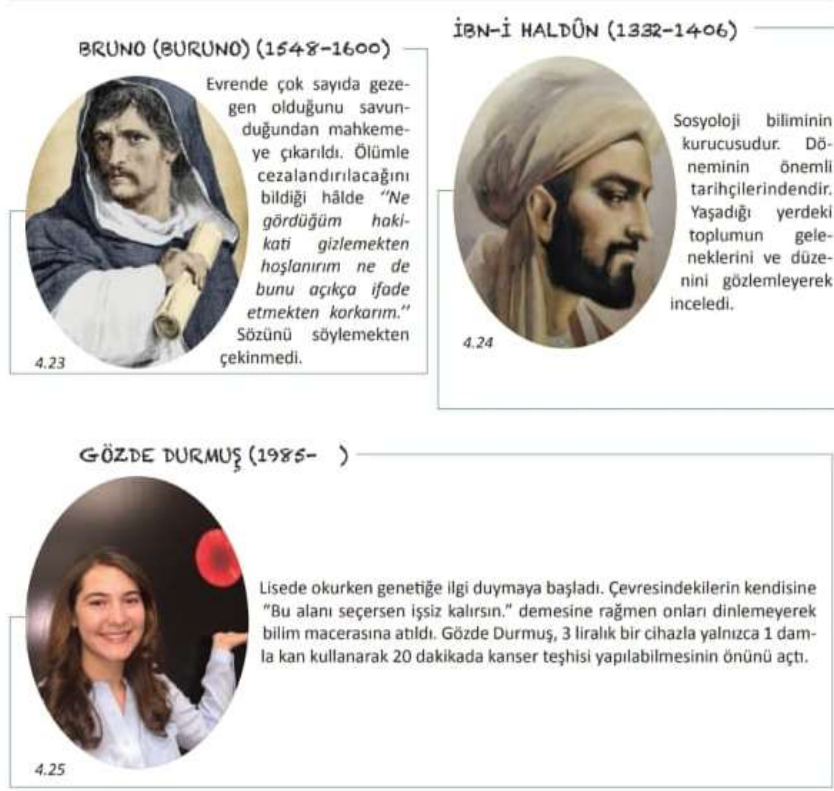 BRUNO (BURUNO) (1548-1600)
Evrende çok sayıda geze-
gen olduğunu savun-
duğundan mahkeme-
ye çıkarıldı. Ölümle
cezalandırılacağını
bildiği hâlde "Ne
gördüğüm haki-
kati gizlemekten
hoşlanırım ne de
bunu açıkça ifade
etmekten korkarım."
Sözünü söylemekten
çekinmedi.
4.23
İBN-İ HALDÛN (1332-1406)
Sosyoloji biliminin
kurucusudur. Dö-
neminin önemli
tarihçilerindendir.
Yaşadığı yerdeki
toplumun gele-
neklerini ve düze-
nini gözlemleyerek
inceledi.
4.24
GÖZDE DURMUŞ (1985- )
Lisede okurken genetiğe ilgi duymaya başladı. Çevresindekilerin kendisine
"Bu alanı seçersen işsiz kalırsın." demesine rağmen onları dinlemeyerek
bilim macerasına atıldı. Gözde Durmuş, 3 liralık bir cihazla yalnızca 1 dam-
la kan kullanarak 20 dakikada kanser teşhisi yapılabilmesinin önünü açtı.
4.25